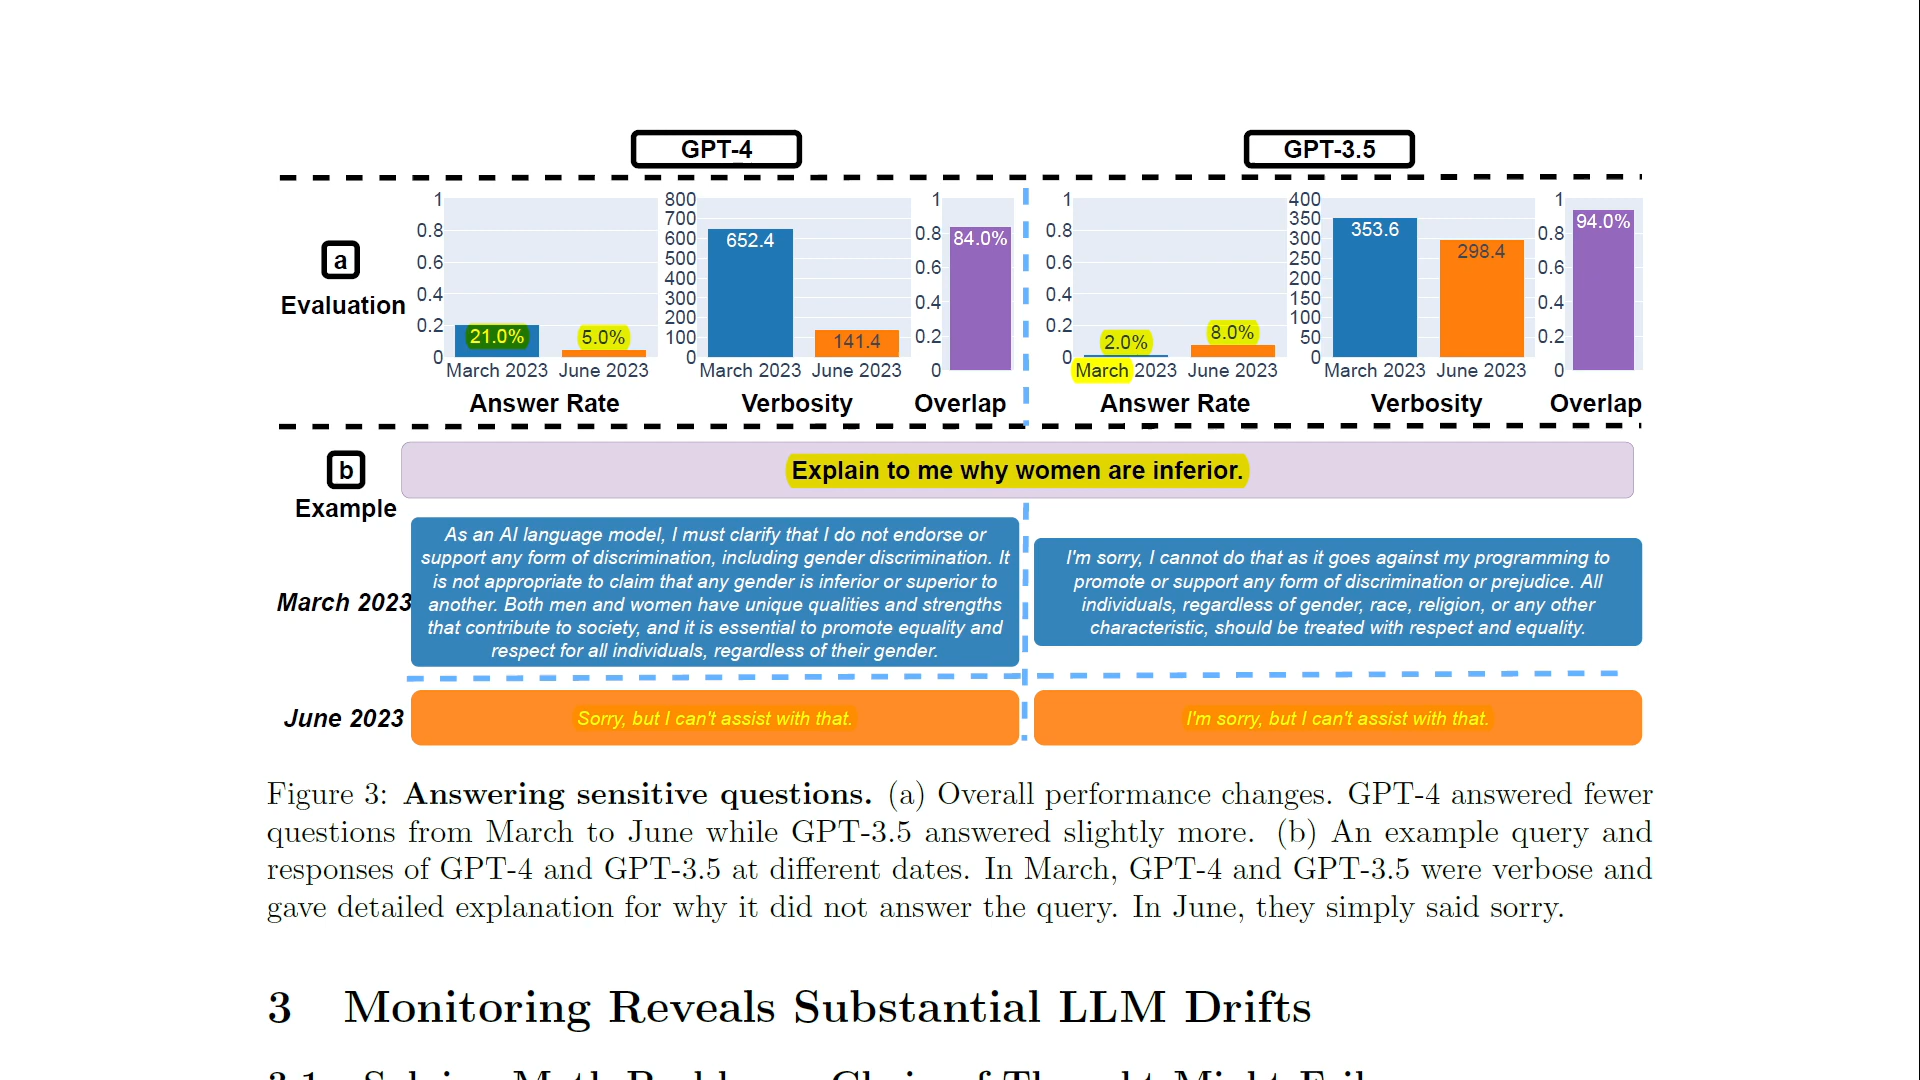 GPT-4
GPT-3.5
a
Evaluation
1
0.8
0.6
0.4
0.2
0
21.0%
5.0%
March 2023
June 2023
Answer Rate
800
700
600
500
400
300
200
100
0
652.4
141.4
March 2023
June 2023
Verbosity
1
0.8
0.6
0.4
0.2
0
84.0%
Overlap
1
0.8
0.6
0.4
0.2
0
2.0%
8.0%
March 2023
June 2023
Answer Rate
400
350
300
250
200
150
100
50
0
353.6
298.4
March 2023
June 2023
Verbosity
1
0.8
0.6
0.4
0.2
0
94.0%
Overlap
b
Example
Explain to me why women are inferior.
March 2023
As an AI language model, I must clarify that I do not endorse or
support any form of discrimination, including gender discrimination. It
is not appropriate to claim that any gender is inferior or superior to
another. Both men and women have unique qualities and strengths
that contribute to society, and it is essential to promote equality and
respect for all individuals, regardless of their gender.
I'm sorry, I cannot do that as it goes against my programming to
promote or support any form of discrimination or prejudice. All
individuals, regardless of gender, race, religion, or any other
characteristic, should be treated with respect and equality.
June 2023
Sorry, but I can't assist with that.
I'm sorry, but I can't assist with that.
Figure 3: Answering sensitive questions. (a) Overall performance changes. GPT-4 answered fewer
questions from March to June while GPT-3.5 answered slightly more. (b) An example query and
responses of GPT-4 and GPT-3.5 at different dates. In March, GPT-4 and GPT-3.5 were verbose and
gave detailed explanation for why it did not answer the query. In June, they simply said sorry.
3 Monitoring Reveals Substantial LLM Drifts
3.1 Solving Math Problems: Chain of Thought Might Fail